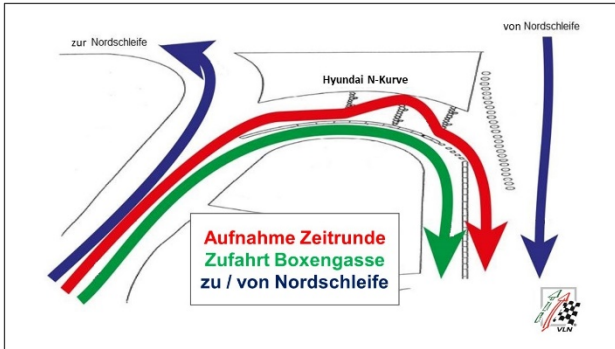 zur Nordschleife
von Nordschleife
Hyundai N-Kurve
Aufnahme Zeitrunde
Zufahrt Boxengasse
zu / von Nordschleife
VLN